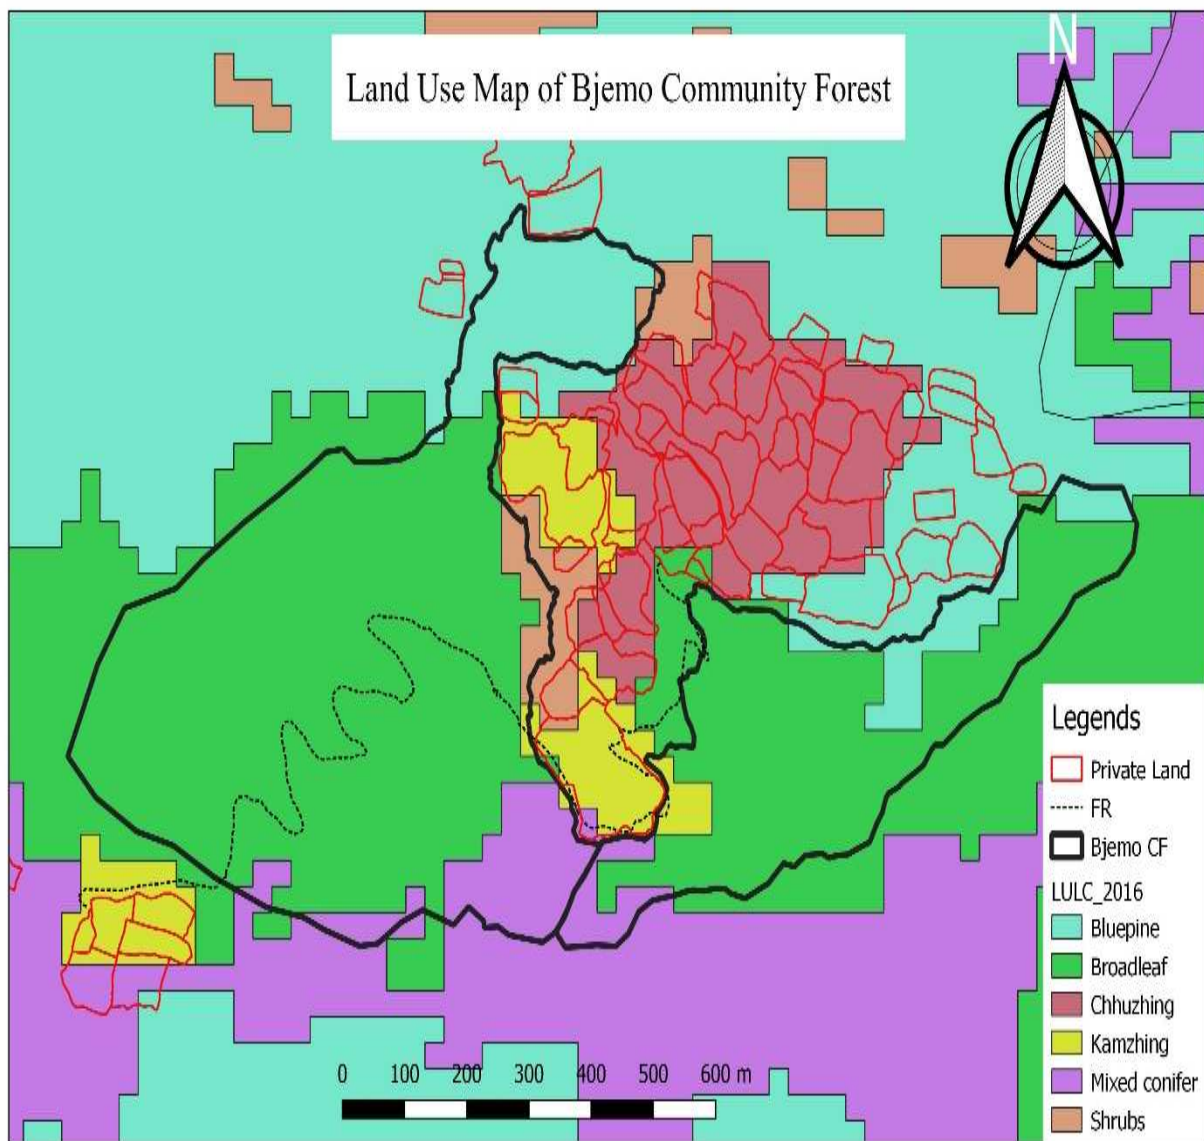 Land Use Map of Bjemo Community Forest
N
Legends
Private Land
FR
Bjemo CF
LULC_2016
Bluepine
Broadleaf
Chhuzhing
Kamzhing
Mixed conifer
Shrubs
0 100 200 300 400 500 600 m